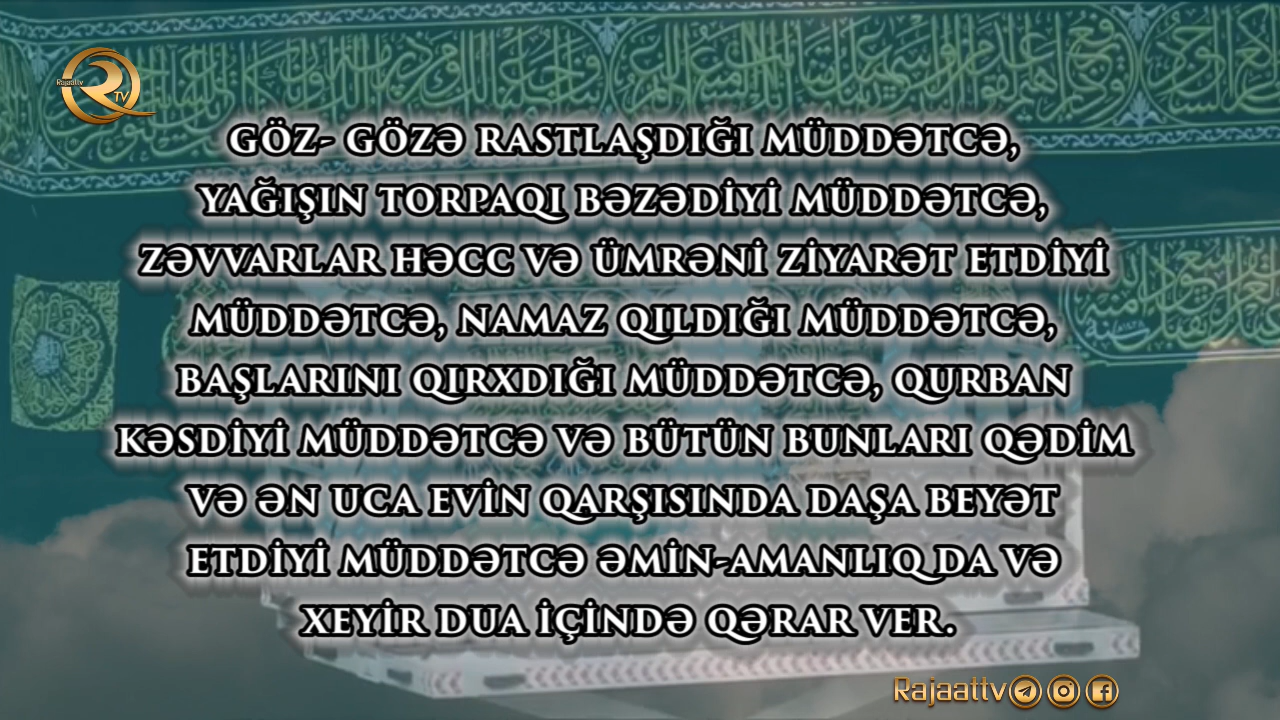 Rajaattv
TV
GÖZ- GÖZƏ RASTLAŞDIĞI MÜDDƏTCƏ,
YAĞIŞIN TORPAQI BƏZƏDİYİ MÜDDƏTCƏ,
ZƏVVARLAR HƏCC VƏ ÜMRƏNİ ZİYARƏT ETDİYİ
MÜDDƏTCƏ, NAMAZ QILDIĞI MÜDDƏTCƏ,
BAŞLARINI QIRXDIĞI MÜDDƏTCƏ, QURBAN
KƏSDİYİ MÜDDƏTCƏ VƏ BÜTÜN BUNLARI QƏDİM
VƏ ƏN UCA EVİN QARŞISINDA DAŞA BEYƏT
ETDİYİ MÜDDƏTCƏ ƏMİN-AMANLIQ DA VƏ
XEYİR DUA İÇİNDƏ QƏRAR VER.
Rajaattv